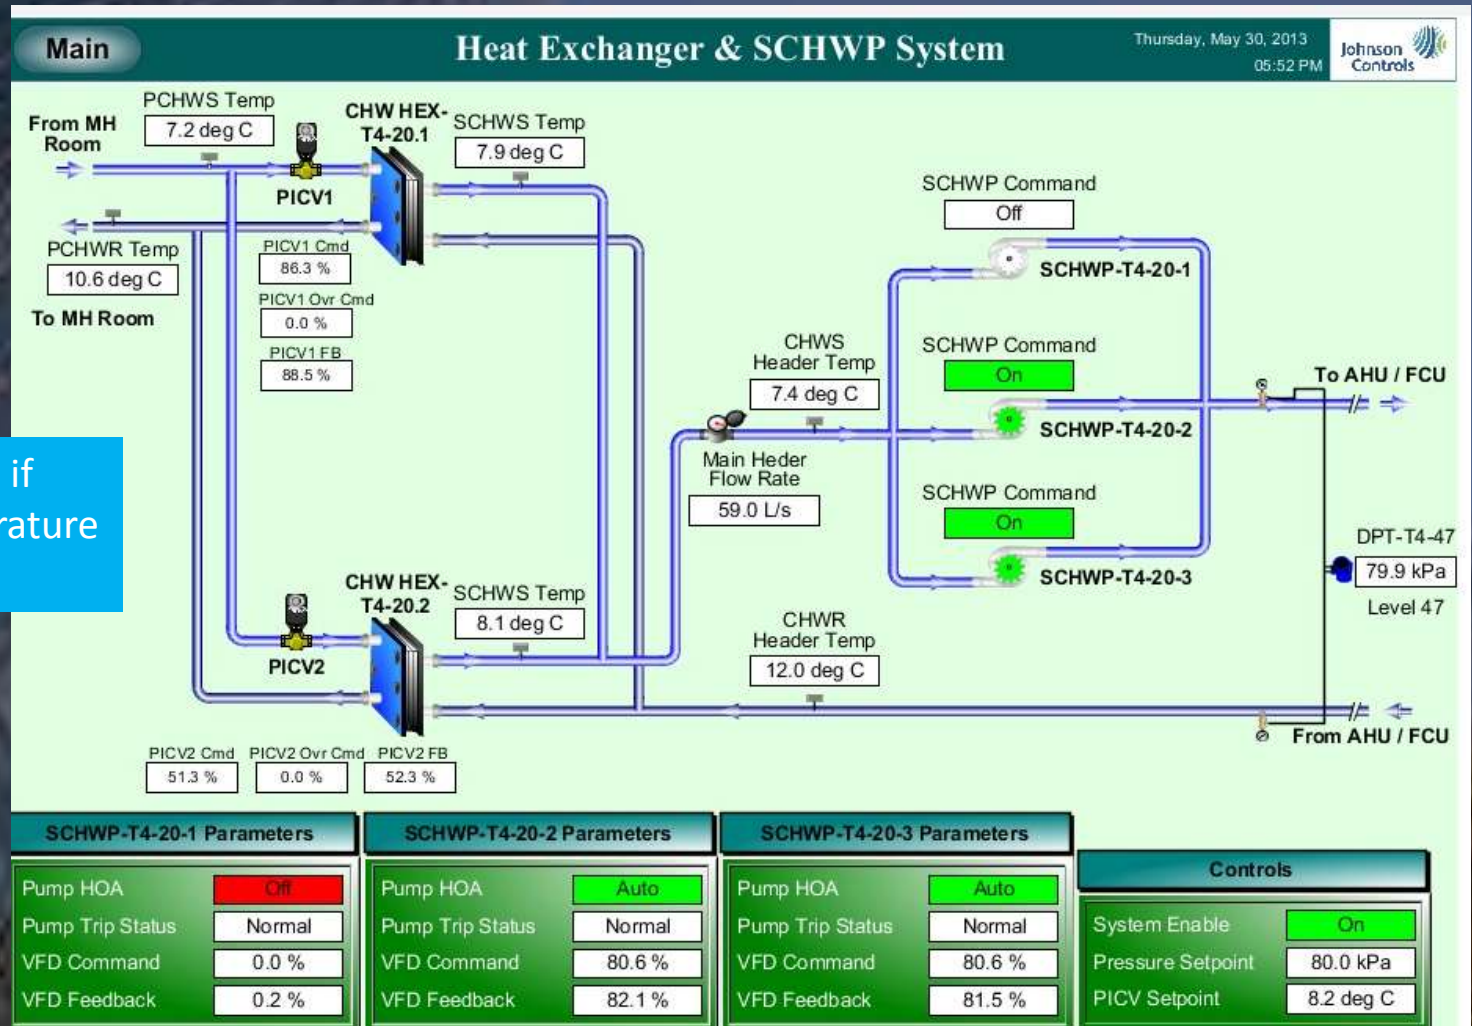 Main
Heat Exchanger & SCHWP System
Thursday, May 30, 2013
05:52 PM
Johnson
Controls
From MH
Room
PCHWS Temp
7.2 deg C
PICV1
CHW HEX-
T4-20.1
SCHWS Temp
7.9 deg C
PCHWR Temp
10.6 deg C
To MH Room
PICV1 Cmd
86.3 %
PICV1 Ovr Cmd
0.0 %
PICV1 FB
88.5 %
SCHWP Command
Off
SCHWP-T4-20-1
CHWS
Header Temp
7.4 deg C
SCHWP Command
On
SCHWP-T4-20-2
To AHU / FCU
Main Heder
Flow Rate
59.0 L/s
SCHWP Command
On
SCHWP-T4-20-3
DPT-T4-47
79.9 kPa
Level 47
if
rature
CHW HEX-
T4-20.2
SCHWS Temp
8.1 deg C
PICV2
CHWR
Header Temp
12.0 deg C
From AHU / FCU
PICV2 Cmd
51.3 %
PICV2 Ovr Cmd
0.0 %
PICV2 FB
52.3 %
SCHWP-T4-20-1 Parameters
Pump HOA Off
Pump Trip Status Normal
VFD Command 0.0 %
VFD Feedback 0.2 %
SCHWP-T4-20-2 Parameters
Pump HOA Auto
Pump Trip Status Normal
VFD Command 80.6 %
VFD Feedback 82.1 %
SCHWP-T4-20-3 Parameters
Pump HOA Auto
Pump Trip Status Normal
VFD Command 80.6 %
VFD Feedback 81.5 %
Controls
System Enable On
Pressure Setpoint 80.0 kPa
PICV Setpoint 8.2 deg C